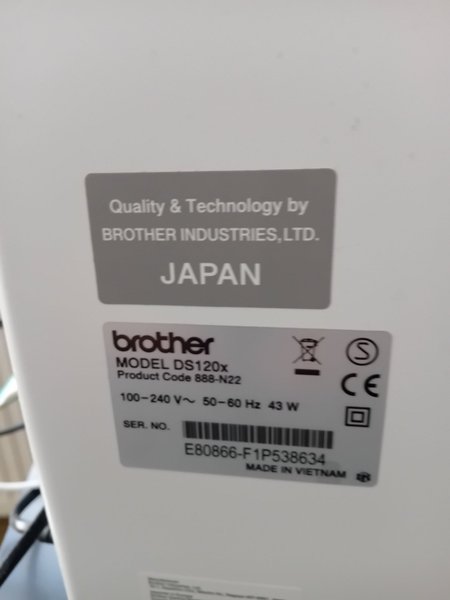 Quality & Technology by
BROTHER INDUSTRIES,LTD.
JAPAN
brother
MODEL DS120x
Product Code 888-N22
100-240 V~ 50-60 Hz 43 W
SER. NO.
E80866-F1P538634
MADE IN VIETNAM